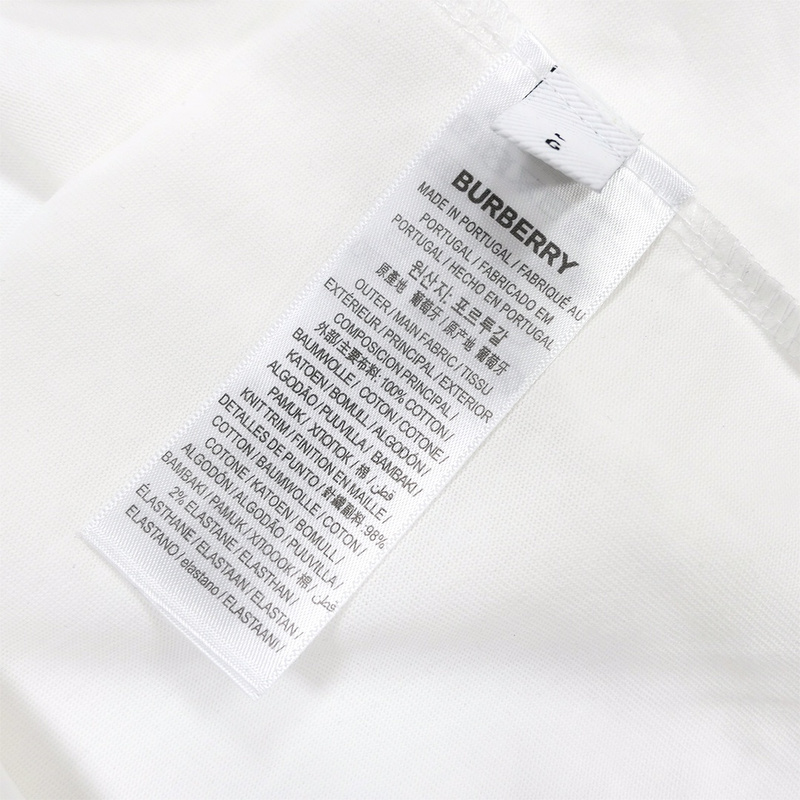 BURBERRY
MADE IN PORTUGAL / FABRIQUÉ AU
PORTUGAL / FABRICADO EM
PORTUGAL / HECHO EN PORTUGAL
원산지: 포르투갈
原產地 葡萄牙 / 原产地 葡萄牙
OUTER / MAIN FABRIC / TISSU
EXTÉRIEUR / PRINCIPAL / EXTERIOR
COMPOSICION PRINCIPAL /
外部/主要布料: 100% COTTON /
BAUMWOLLE / COTON / COTONE /
KATOEN / BOMULL / ALGODÓN /
ALGODÃO / PUUVILLA / BAMBAKI /
PAMUK / ХЛОПОК / 棉 / قطن /
KNIT TRIM / FINITION EN MAILLE /
DETALLES DE PUNTO / 針織副料: 98%
COTTON / BAUMWOLLE / COTON /
COTONE / KATOEN / BOMULL /
ALGODÓN / ALGODÃO / PUUVILLA /
BAMBAKI / PAMUK / ХЛОПОК / 棉 / قطن
2% ELASTANE / ELASTHAN /
ÉLASTHANE / ELASTAAN / ELASTAN /
ELASTANO / elastano / ELASTAANI /